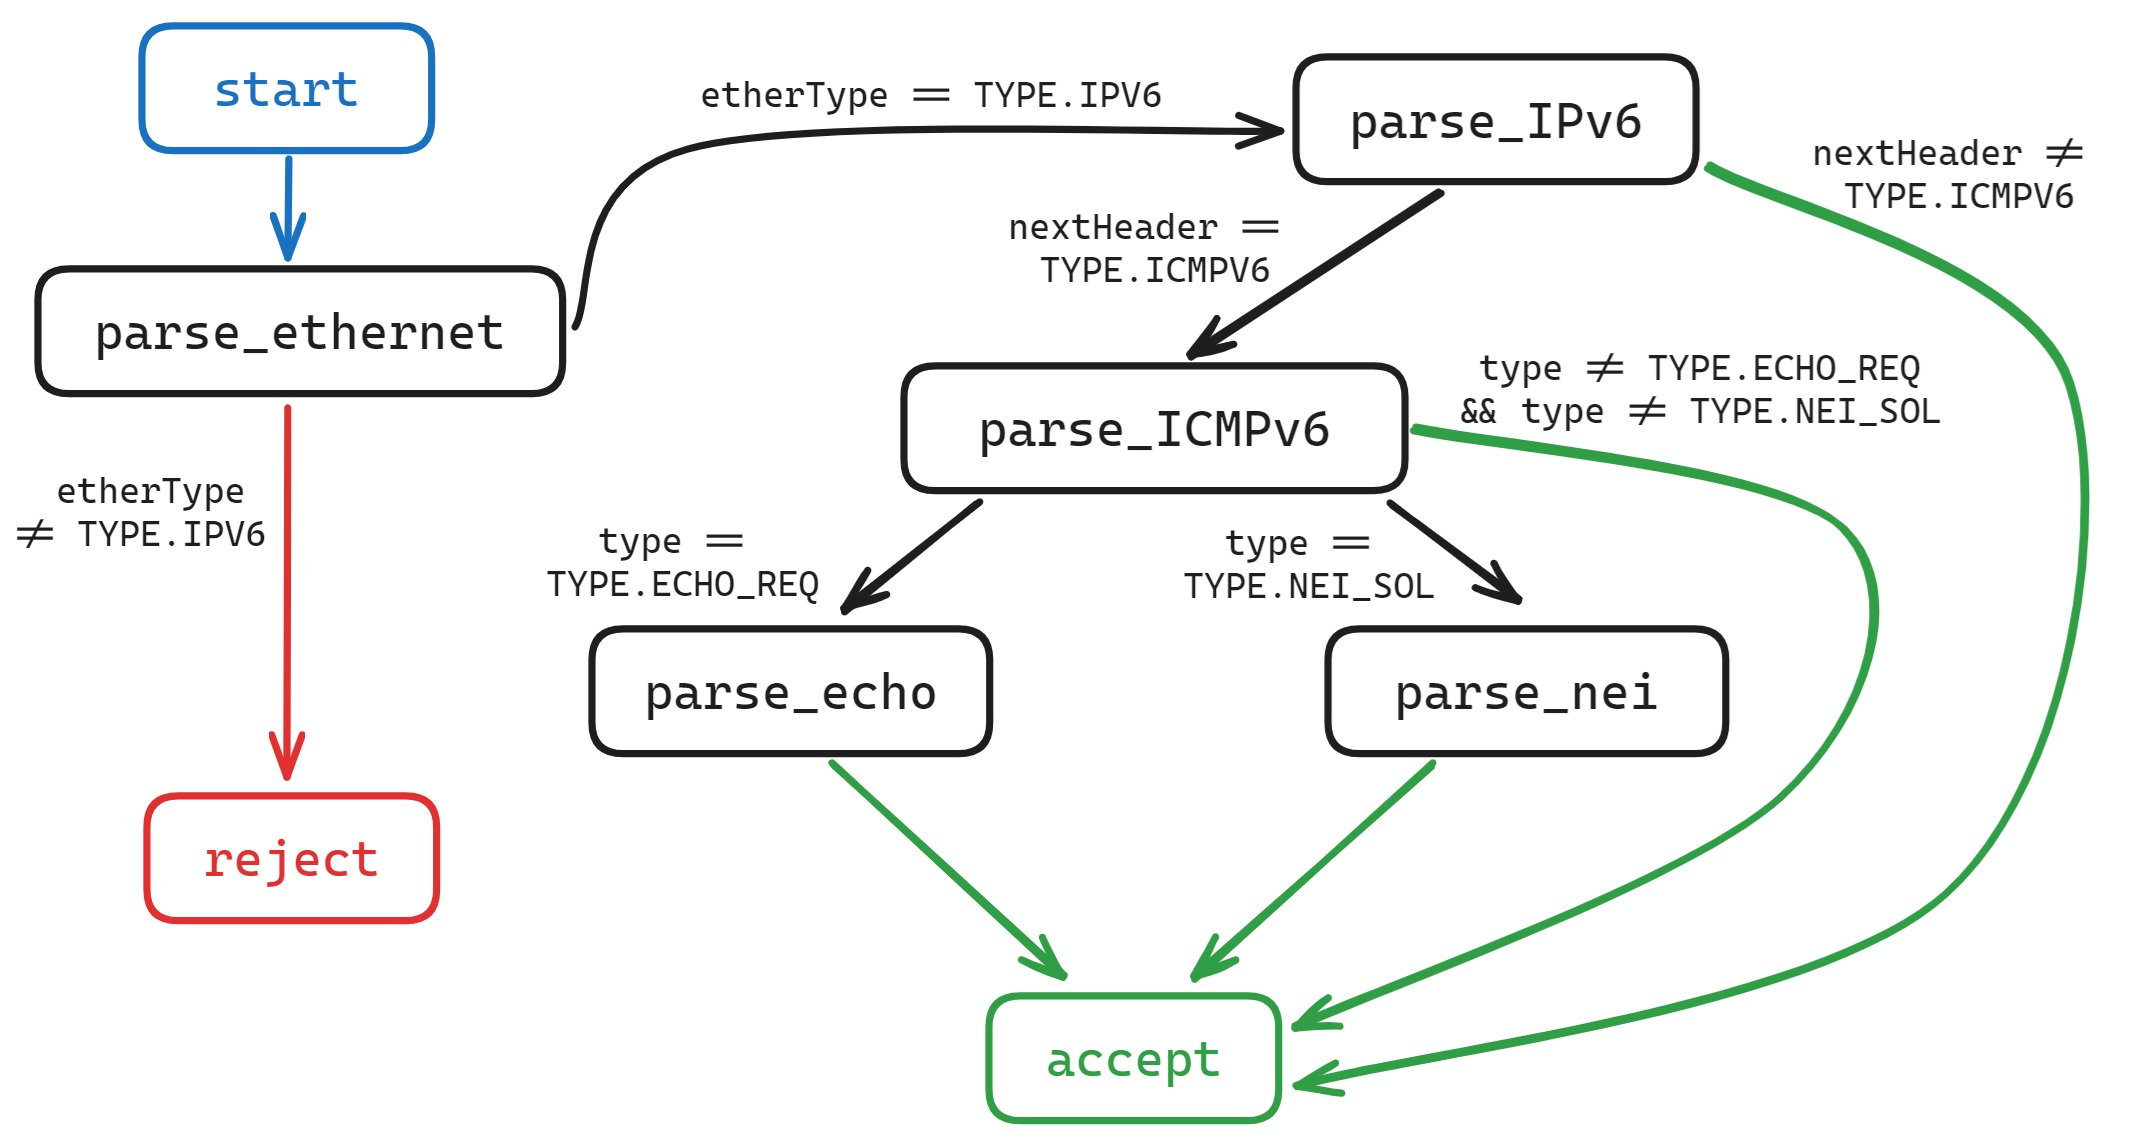 start
etherType == TYPE.IPV6
parse_IPv6
nextHeader ≠
TYPE.ICMPV6
nextHeader ==
TYPE.ICMPV6
parse_ethernet
type ≠ TYPE.ECHO_REQ
&& type ≠ TYPE.NEI_SOL
parse_ICMPv6
etherType
≠ TYPE.IPV6
type ==
TYPE.ECHO_REQ
type ==
TYPE.NEI_SOL
parse_echo
parse_nei
reject
accept